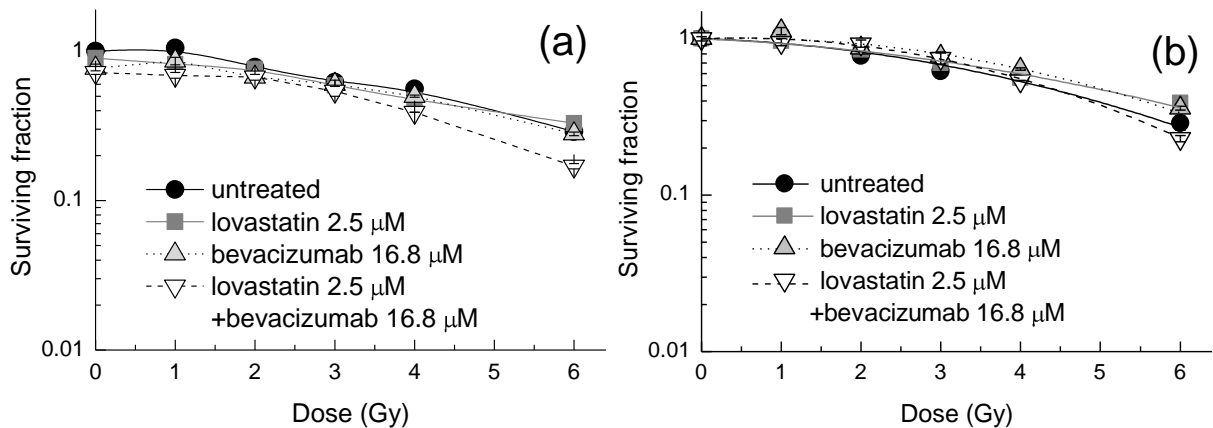 (a)
1
0.1
0.01
Surviving fraction
untreated
lovastatin 2.5 μM
bevacizumab 16.8 μM
lovastatin 2.5 μM
+bevacizumab 16.8 μM
0 1 2 3 4 5 6
Dose (Gy)
(b)
1
0.1
0.01
Surviving fraction
untreated
lovastatin 2.5 μM
bevacizumab 16.8 μM
lovastatin 2.5 μM
+bevacizumab 16.8 μM
0 1 2 3 4 5 6
Dose (Gy)